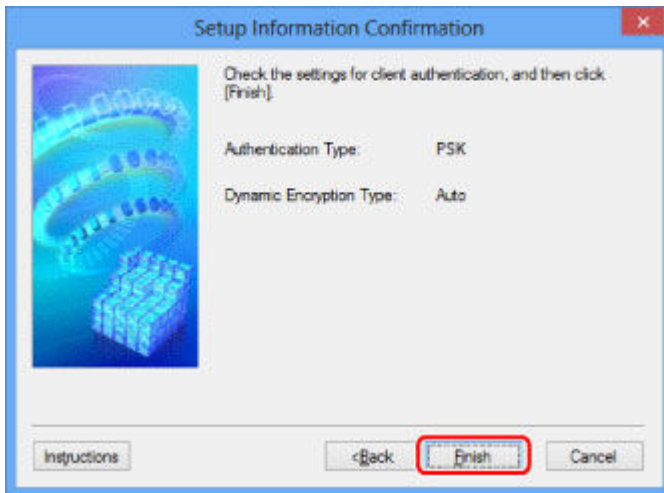 Setup Information Confirmation
Check the settings for client authentication, and then click
[Finish].
Authentication Type: PSK
Dynamic Encryption Type: Auto
Instructions <Back Finish Cancel